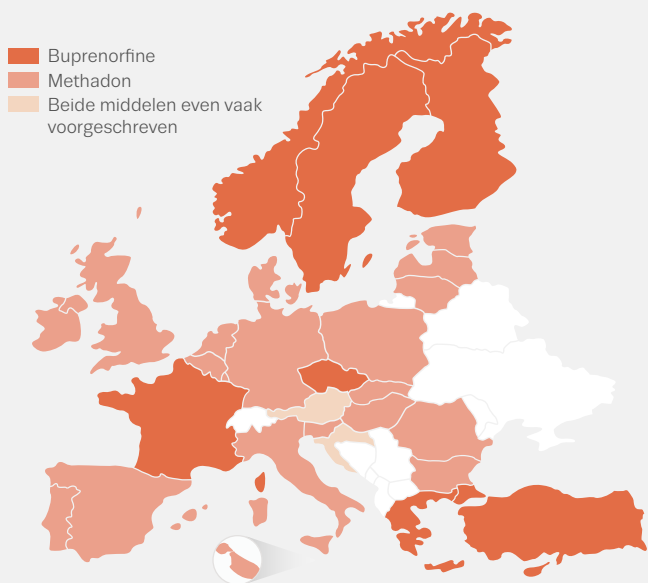 Buprenorfine
Methadon
Beide middelen even vaak
voorgeschreven